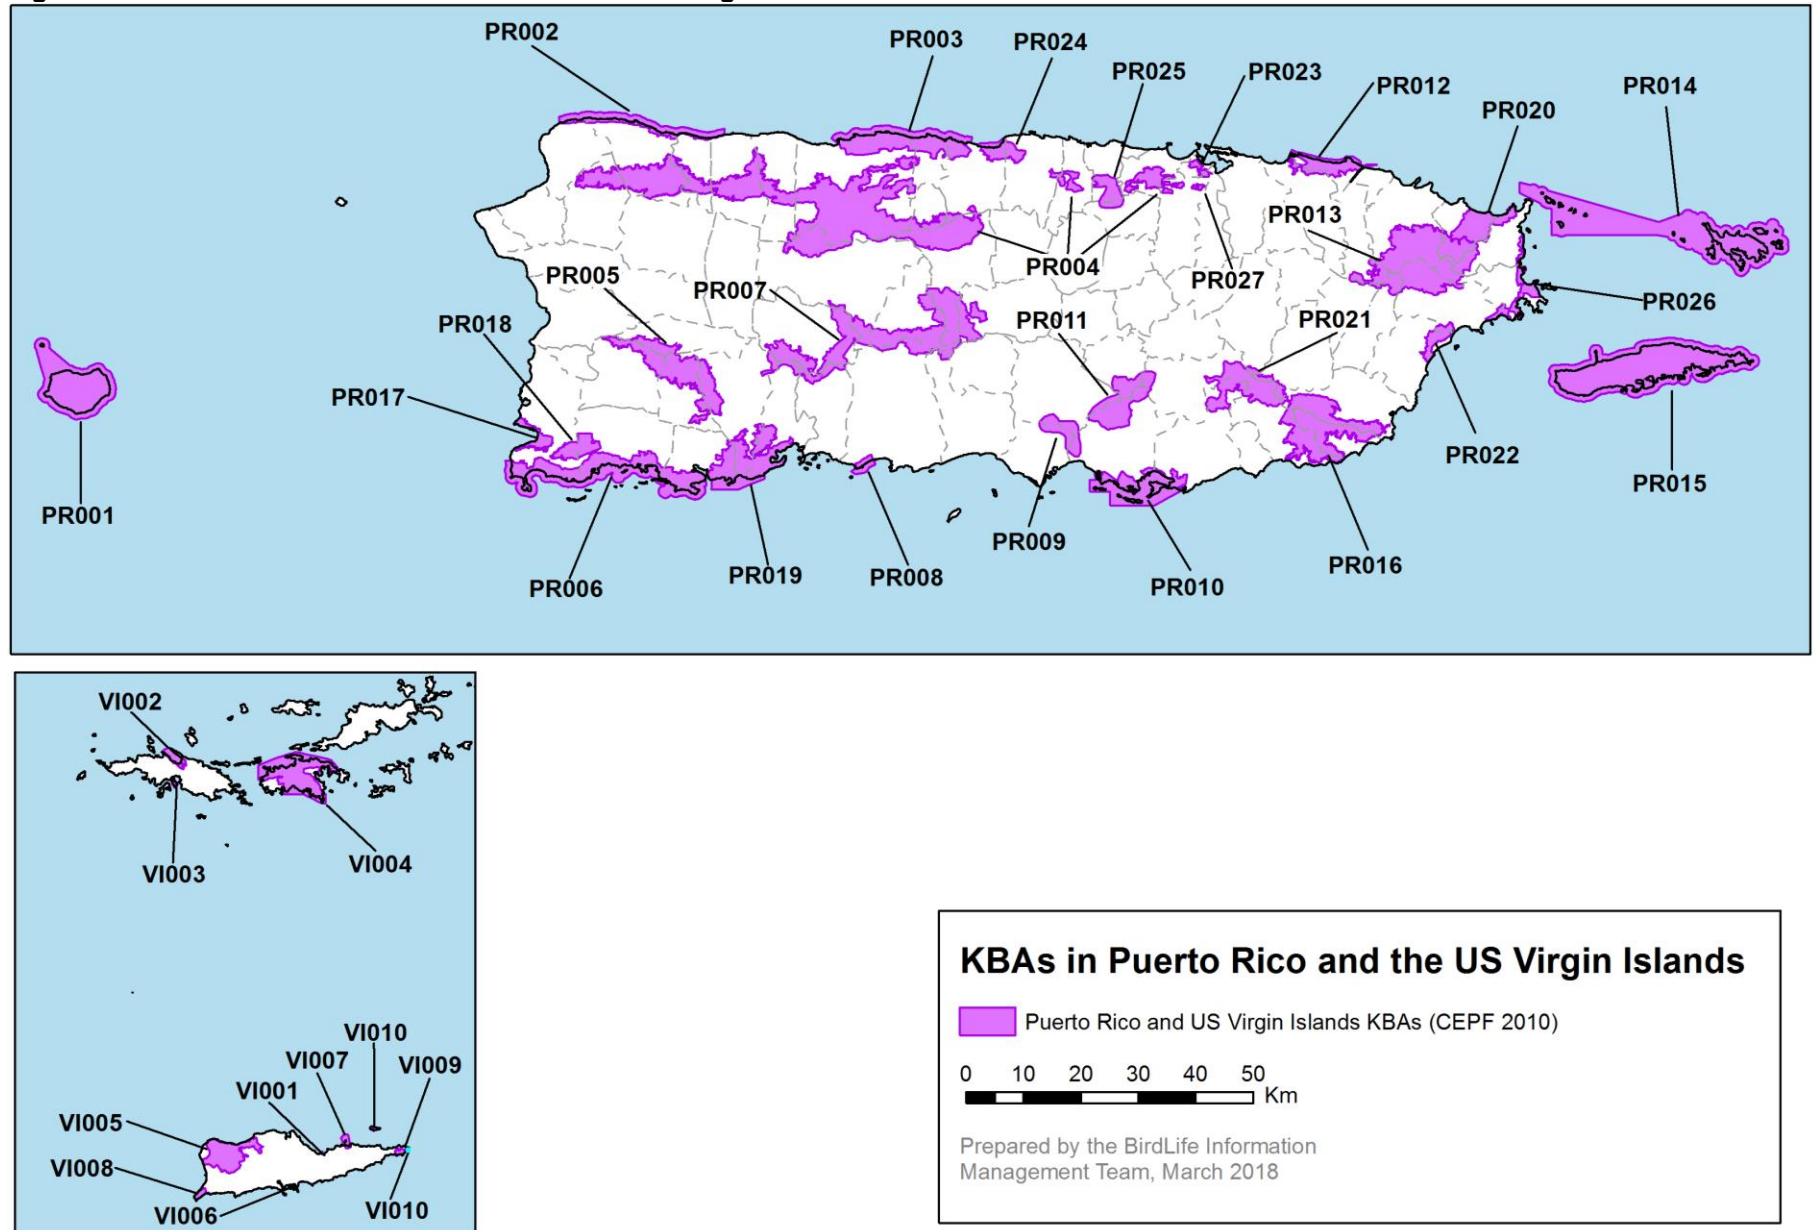 PR002
PR003
PR024
PR025
PR023
PR012
PR020
PR014
PR013
PR004
PR027
PR005
PR007
PR026
PR018
PR011
PR021
PR017
PR022
PR015
PR001
PR009
PR016
PR006
PR019
PR008
PR010
VI002
VI003
VI004
VI010
VI007
VI009
VI001
VI005
VI008
VI006
VI010
KBAs in Puerto Rico and the US Virgin Islands
Puerto Rico and US Virgin Islands KBAs (CEPF 2010)
0 10 20 30 40 50
Km
Prepared by the BirdLife Information
Management Team, March 2018